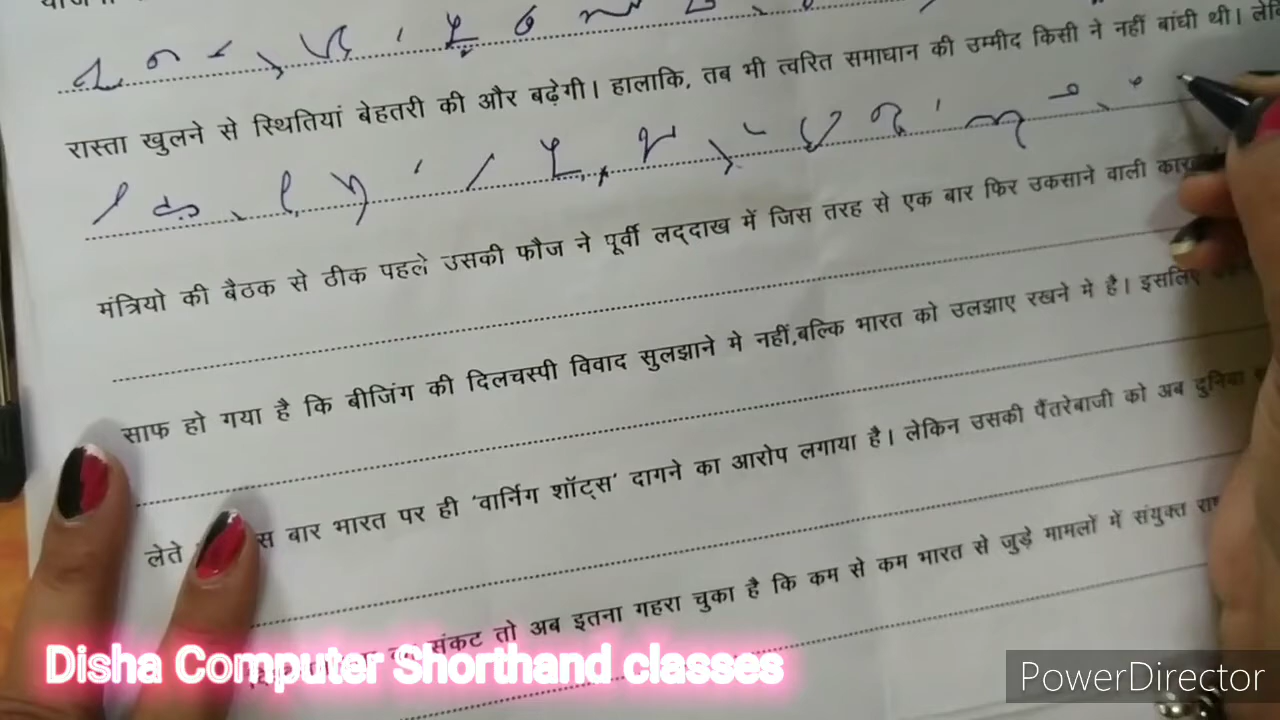 रास्ता खुलने से स्थितियां बेहतरी की और बढ़ेगी। हालाकि, तब भी त्वरित समाघान की उम्मीद किसी ने नहीं बांघी थी।
मंत्रियो की बैठक से ठीक पहले उसकी फौज ने पूर्वी लद्दाख में जिस तरह से एक बार फिर उकसाने वाली
साफ हो गया है कि बीजिंग की दिलचस्पी विवाद सुलझाने मे नहीं,बल्कि भारत को उलझाए रखने मे है। इसलिए
लेते बार भारत पर ही ‘वार्निग शॉट्स’ दागने का आरोप लगाया है। लेकिन उसकी पैंतरेबाजी को अब दुनिया
संकट तो अब इतना गहरा चुका है कि कम से कम भारत से जुड़े मामलों में संयुक्त
Disha Computer Shorthand classes
PowerDirector